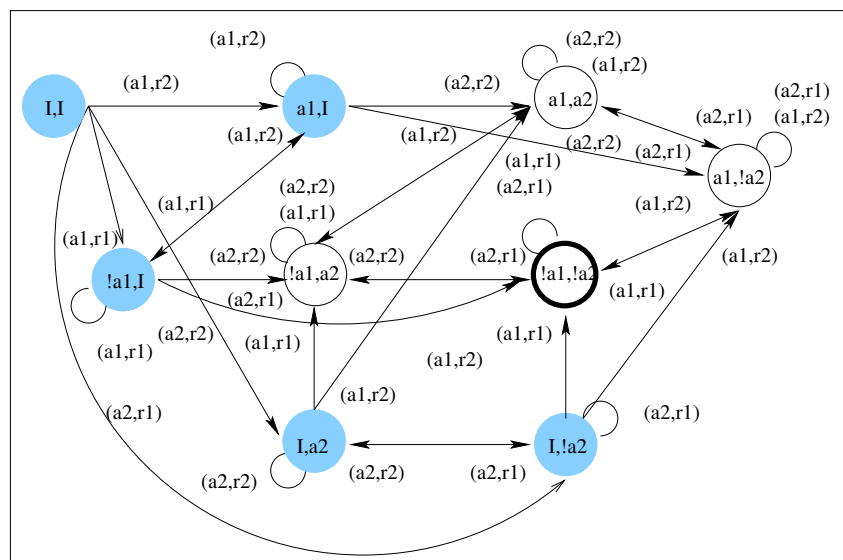 (a1,r2)
(a2,r2)
(a1,r2)
(a1,r2)
(a2,r2)
(a2,r1)
(a1,r2)
I,I
a1,I
a1,a2
(a2,r1)
(a1,r2)
(a1,r2)
(a2,r2)
(a2,r1)
(a1,r1)
(a2,r1)
(a2,r2)
(a1,r1)
a1,!a2
(a1,r1)
(a1,r2)
(a1,r1)
(a2,r2)
(a2,r2)
(a2,r1)
(a1,r2)
!a1,I
!a1,a2
!a1,!a2
(a2,r1)
(a1,r1)
(a1,r1)
(a2,r2)
(a1,r1)
(a1,r2)
(a1,r1)
(a1,r2)
(a2,r1)
(a2,r1)
I,a2
I,!a2
(a2,r2)
(a2,r2)
(a2,r1)